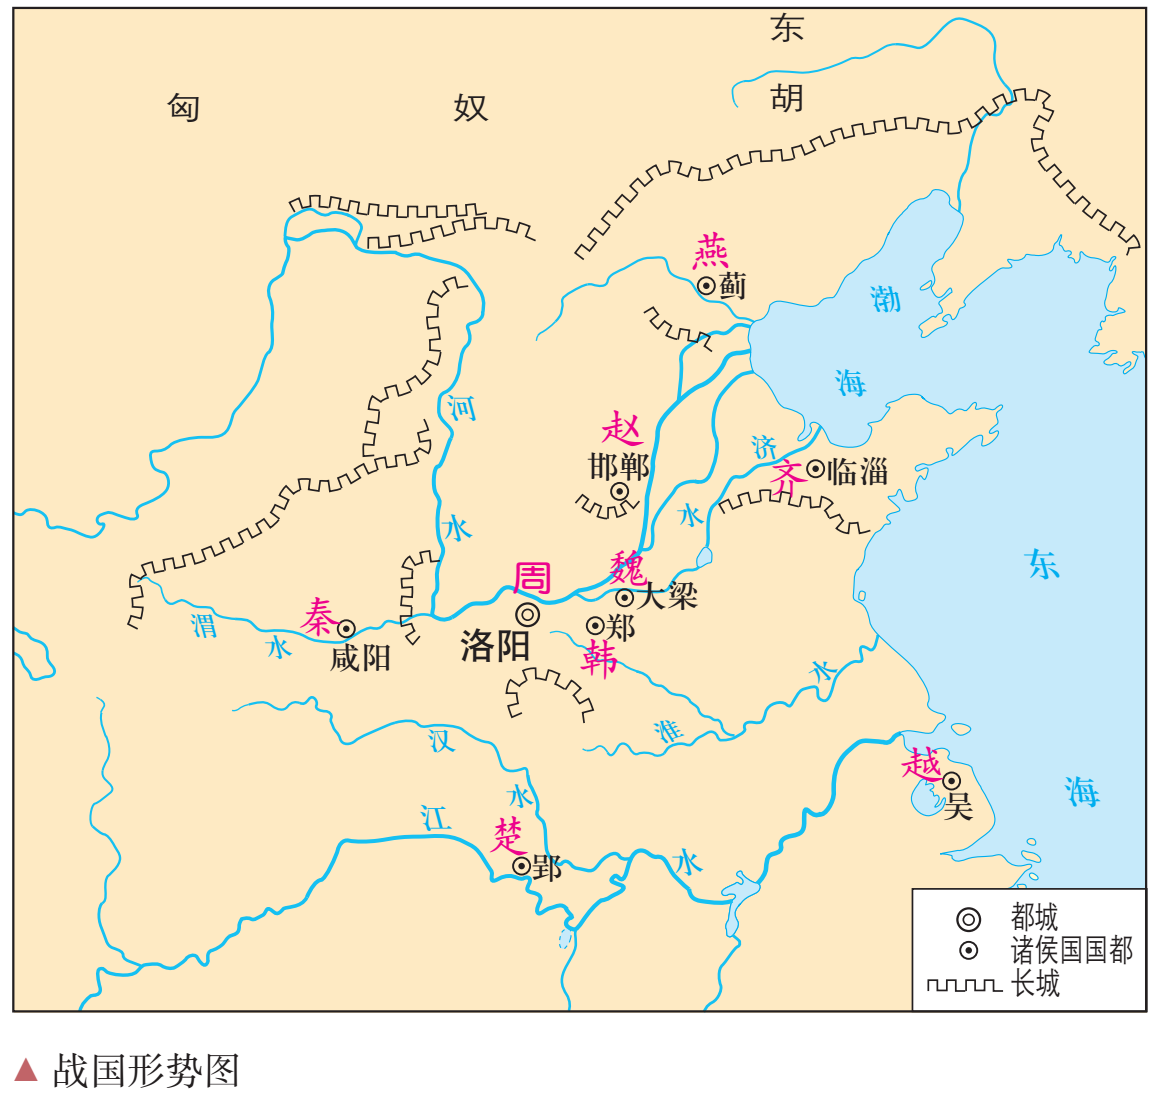 东
胡
匈 奴
燕
蓟
渤
海
赵
邯郸
河
水
济
水
齐
临淄
魏
大梁
周
洛阳
郑
韩
秦
咸阳
渭
水
东
海
淮
水
汉
水
越
吴
江
水
楚
郢
都城
诸侯国国都
长城
▲ 战国形势图